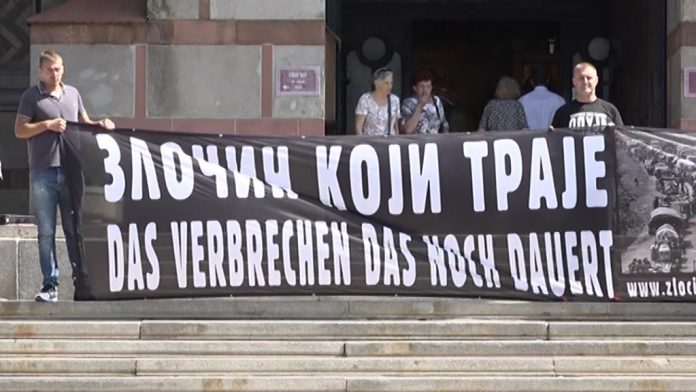 ЗЛОЧИН КОЈИ ТРАЈЕ
DAS VERBRECHEN DAS NOCH DAUERT
www.zloci